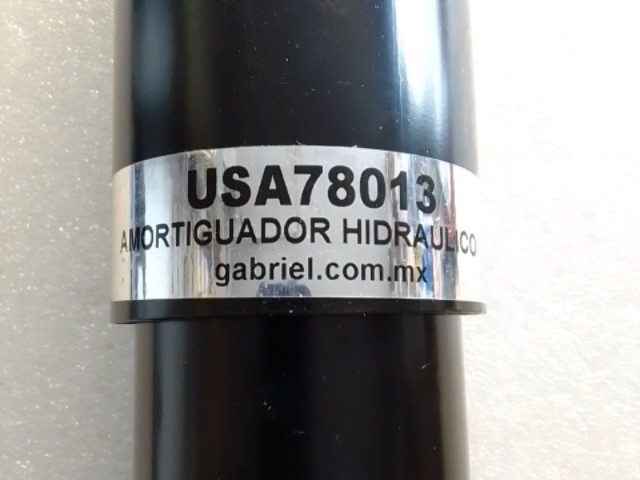 USA78013
AMORTIGUADOR HIDRAULICO
gabriel.com.mx